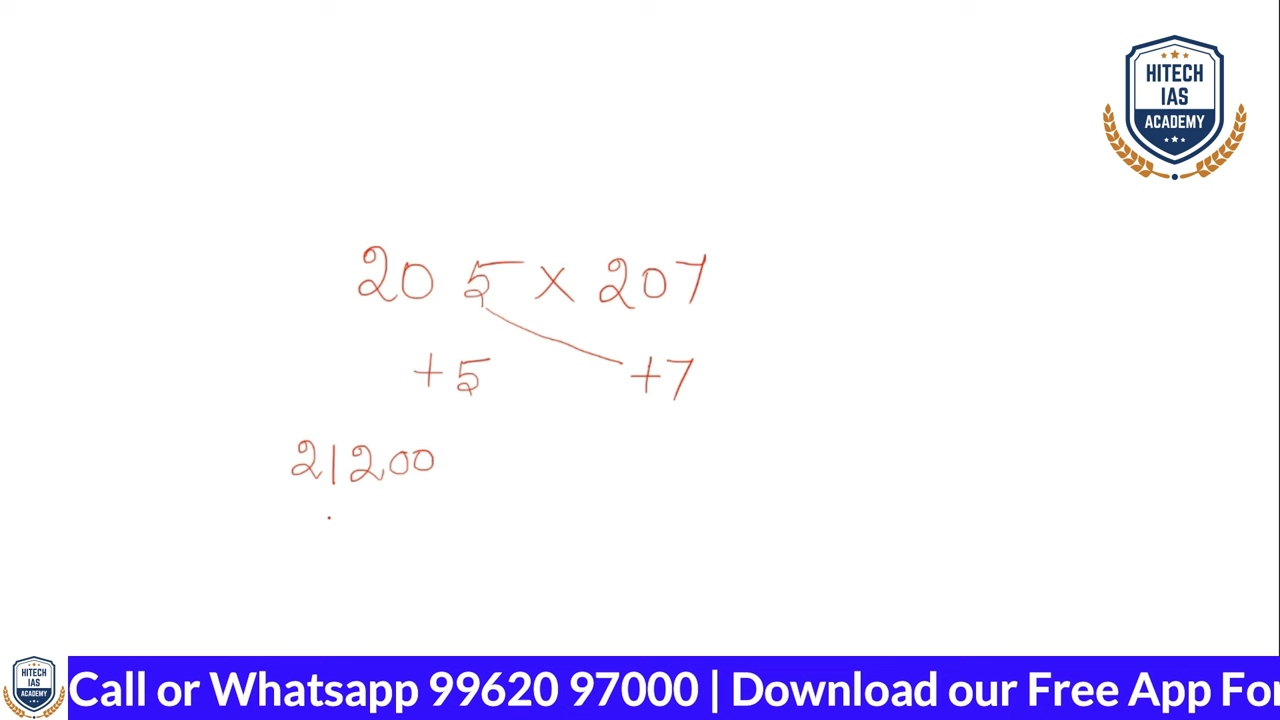 HITECH
IAS
ACADEMY
205 × 207
+5 +7
21200
HITECH
IAS
ACADEMY
Call or Whatsapp 99620 97000 | Download our Free App For